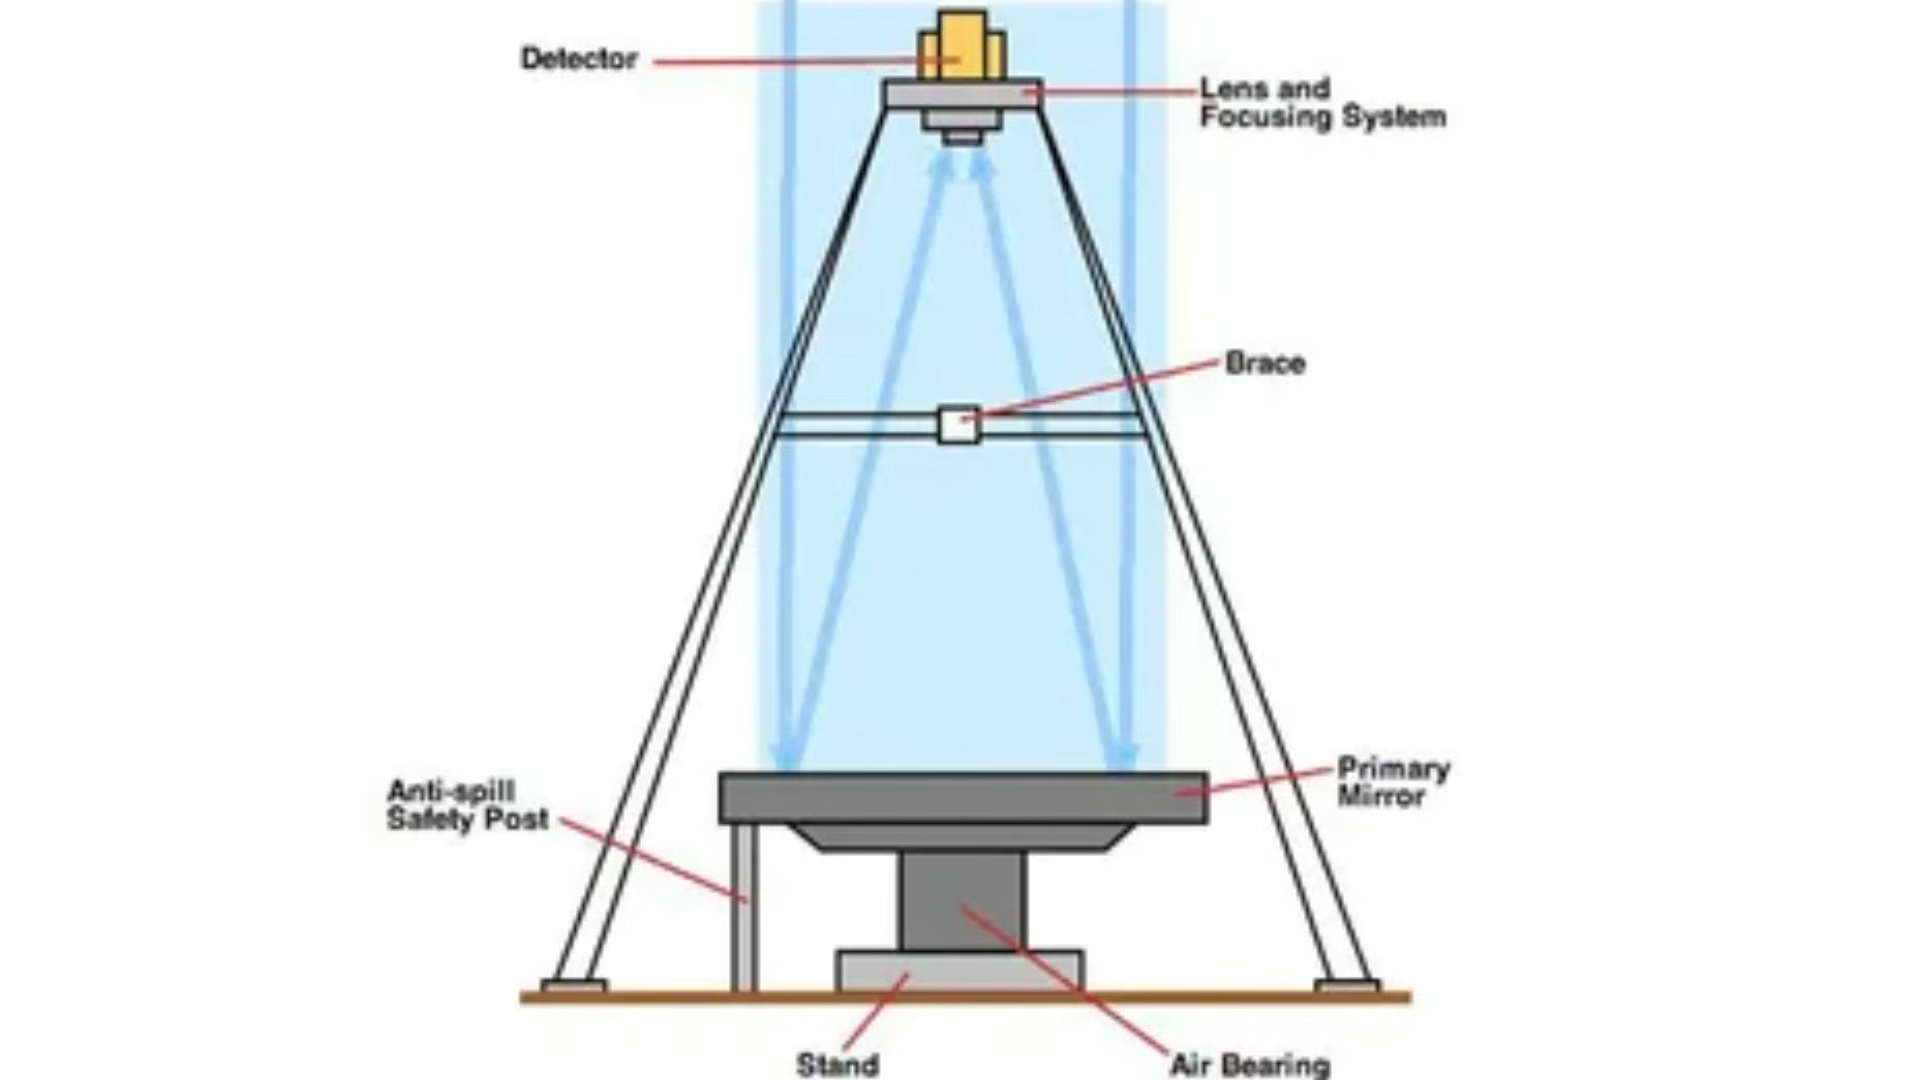 Detector
Lens and
Focusing System
Brace
Primary
Mirror
Anti-spill
Safety Post
Stand
Air Bearing